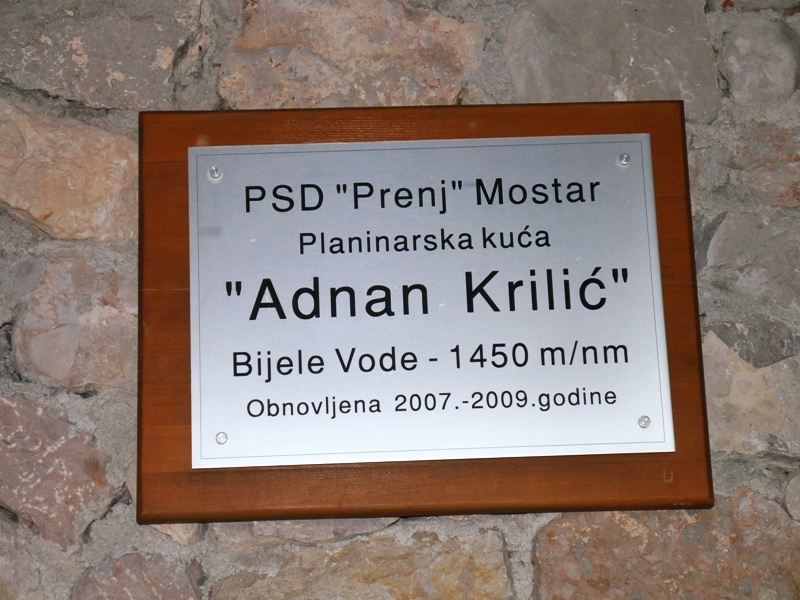 PSD "Prenj" Mostar
Planinarska kuća
"Adnan Krilić"
Bijele Vode - 1450 m/nm
Obnovljena 2007.-2009.godine